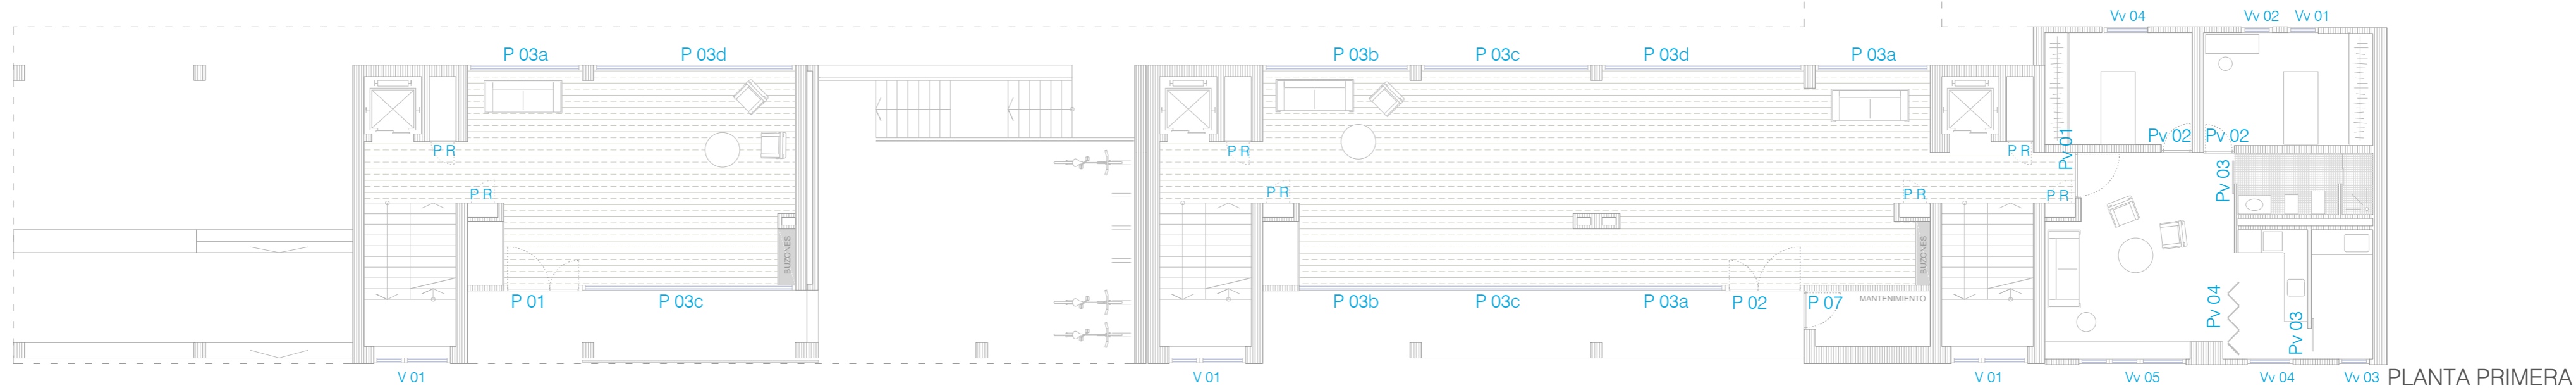 Vv 04
Vv 02
Vv 01
P 03a
P 03d
P 03b
P 03c
P 03d
P 03a
P R
P R
P R
Pv 01
Pv 02
Pv 02
P R
P R
P R
P R
Pv 03
BUZONES
BUZONES
P 01
P 03c
P 03b
P 03c
P 03a
P 02
P 07
MANTENIMIENTO
Pv 04
Pv 03
V 01
V 01
V 01
Vv 05
Vv 04
Vv 03
PLANTA PRIMERA